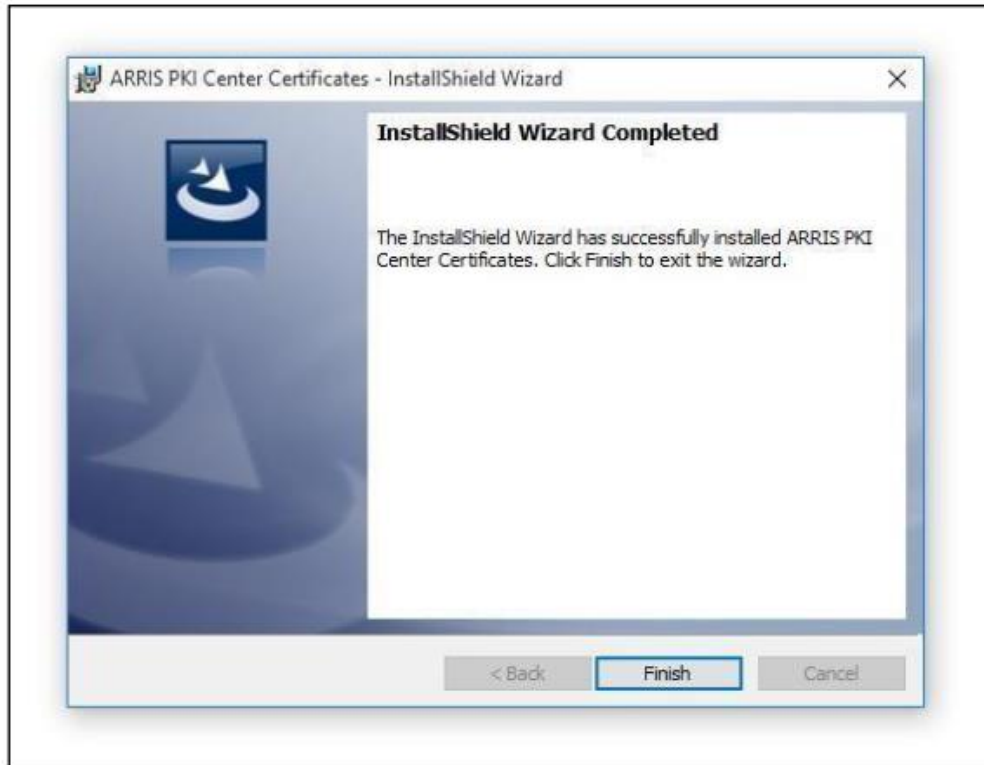 ARRIS PKI Center Certificates - InstallShield Wizard
InstallShield Wizard Completed
The InstallShield Wizard has successfully installed ARRIS PKI
Center Certificates. Click Finish to exit the wizard.
< Back Finish Cancel